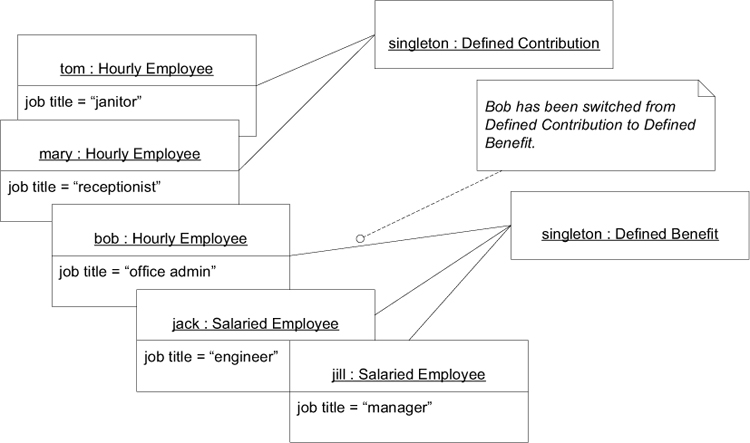 singleton : Defined Contribution
tom : Hourly Employee
job title = “janitor”
Bob has been switched from
Defined Contribution to Defined
Benefit.
mary : Hourly Employee
job title = “receptionist”
bob : Hourly Employee
job title = “office admin”
singleton : Defined Benefit
jack : Salaried Employee
job title = “engineer”
jill : Salaried Employee
job title = “manager”